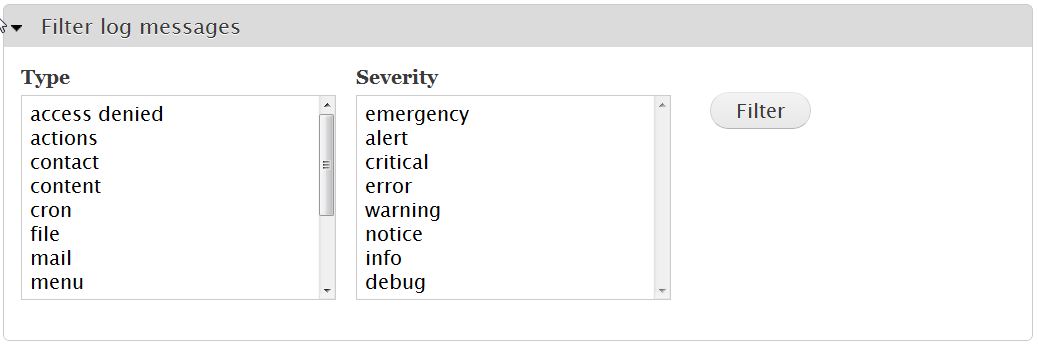 Filter log messages
Type
access denied
actions
contact
content
cron
file
mail
menu
Severity
emergency
alert
critical
error
warning
notice
info
debug
Filter